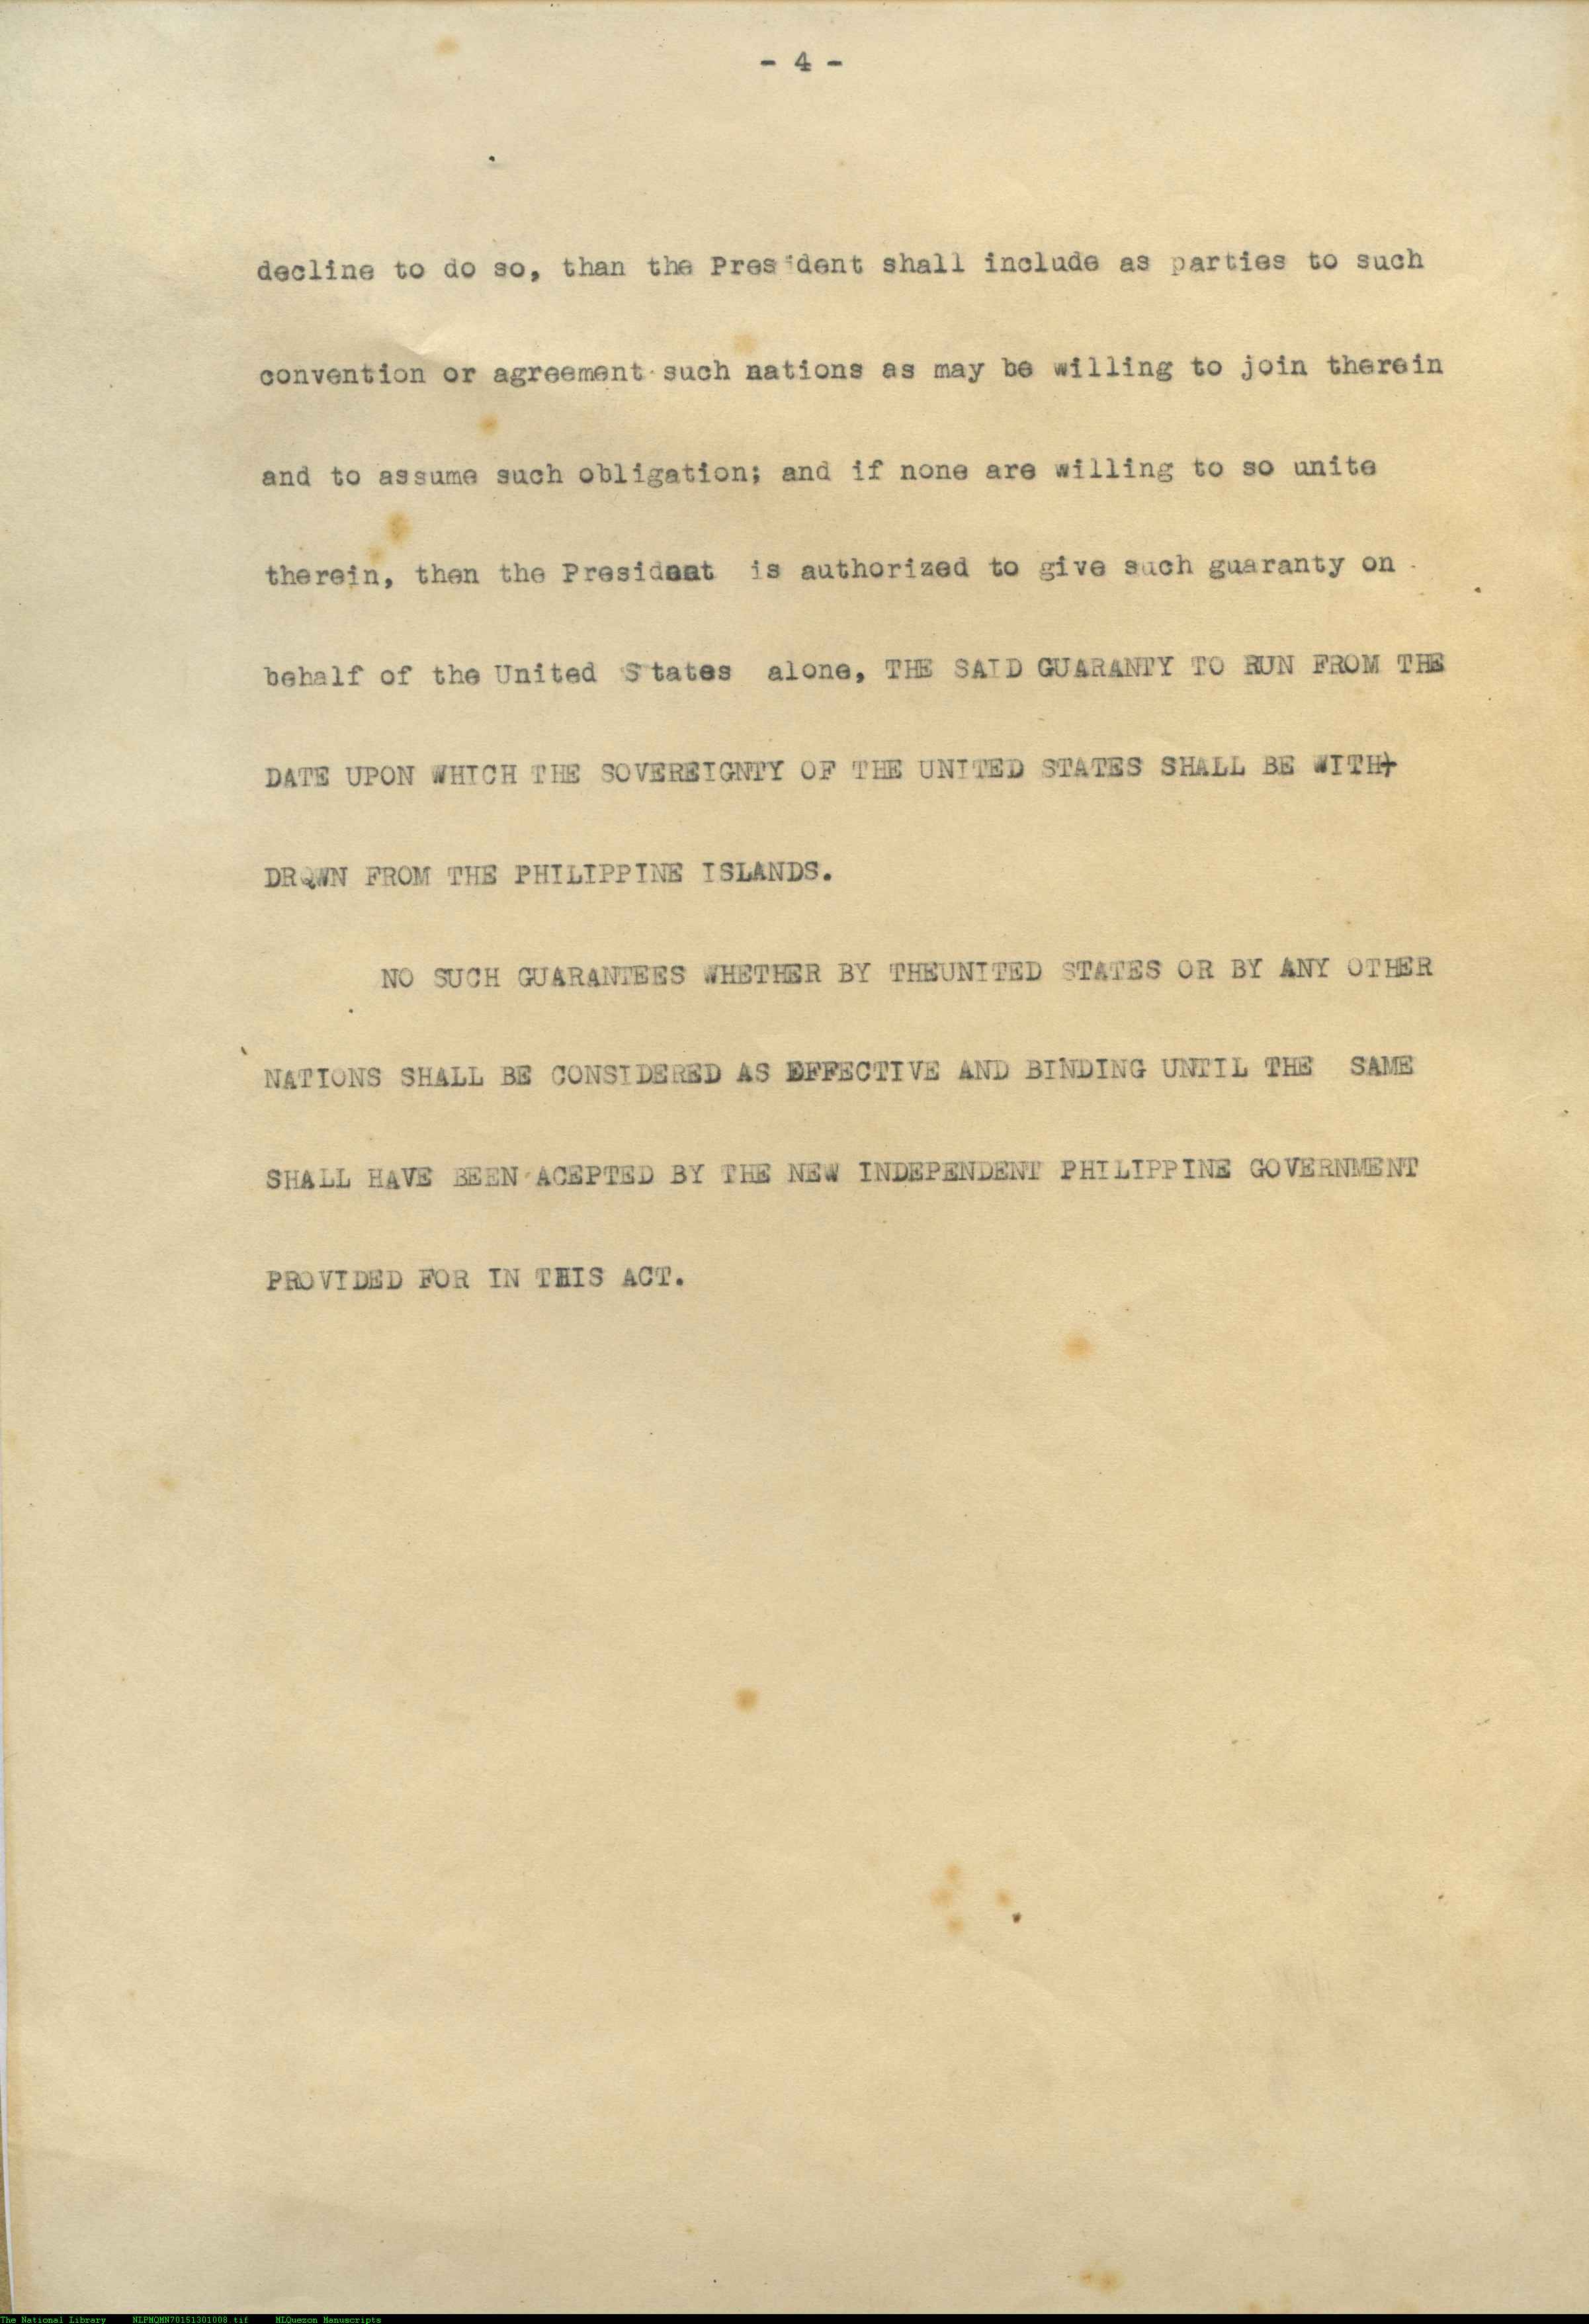 - 4 -
decline to do so, than the President shall include as parties to such
convention or agreement such nations as may be willing to join therein
and to assume such obligation; and if none are willing to so unite
therein, then the President is authorized to give such guaranty on
behalf of the United States alone, THE SAID GUARANTY TO RUN FROM THE
DATE UPON WHICH THE SOVEREIGNTY OF THE UNITED STATES SHALL BE WITH-
DRAWN FROM THE PHILIPPINE ISLANDS.
NO SUCH GUARANTEES WHETHER BY THEUNITED STATES OR BY ANY OTHER
NATIONS SHALL BE CONSIDERED AS EFFECTIVE AND BINDING UNTIL THE SAME
SHALL HAVE BEEN ACEPTED BY THE NEW INDEPENDENT PHILIPPINE GOVERNMENT
PROVIDED FOR IN THIS ACT.
The National Library NLPMQMN70151301008.tif MLQuezon Manuscripts